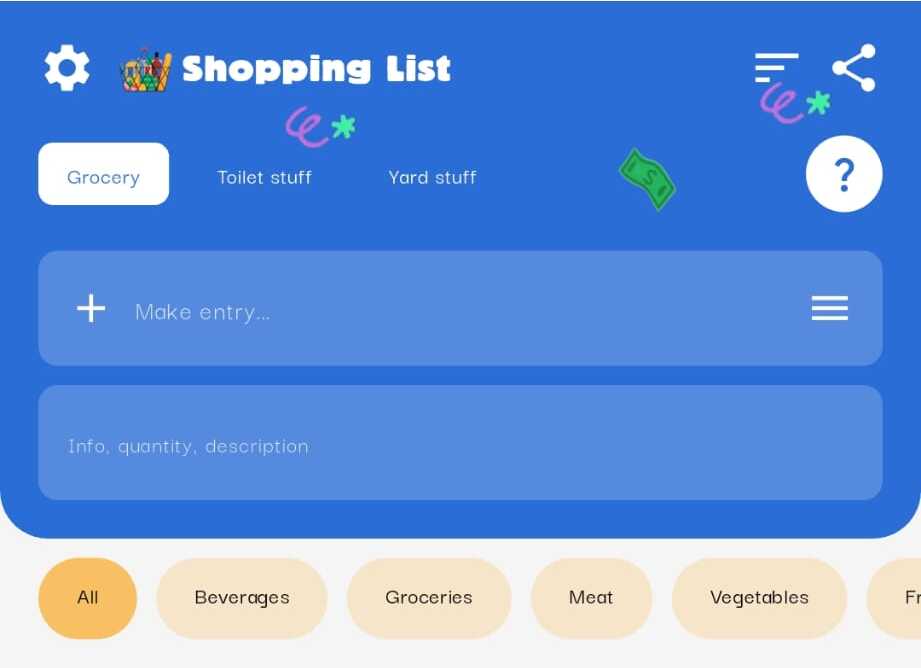 Shopping List
Grocery Toilet stuff Yard stuff ?
Make entry...
Info, quantity, description
All Beverages Groceries Meat Vegetables Fr